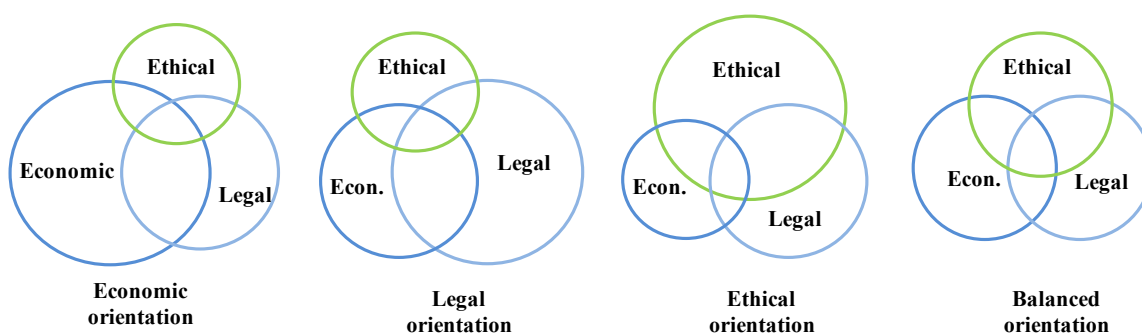 Ethical
Economic
Legal
Economic
orientation
Ethical
Econ.
Legal
Legal
orientation
Ethical
Econ.
Legal
Ethical
orientation
Ethical
Econ.
Legal
Balanced
orientation